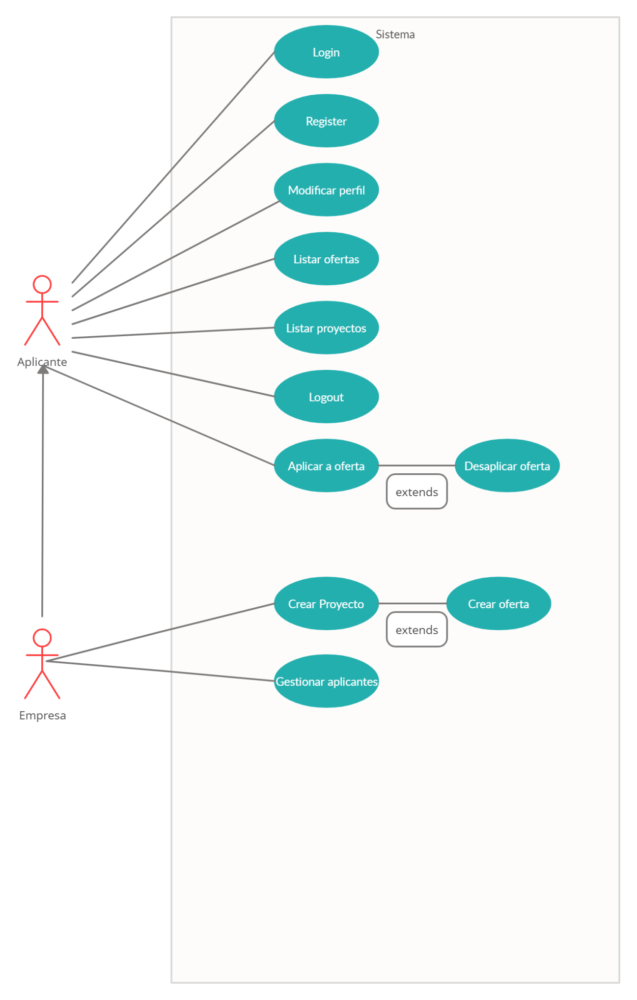 Sistema
Login
Register
Modificar perfil
Listar ofertas
Listar proyectos
Aplicante
Logout
Aplicar a oferta
Desaplicar oferta
extends
Crear Proyecto
Crear oferta
extends
Gestionar aplicantes
Empresa